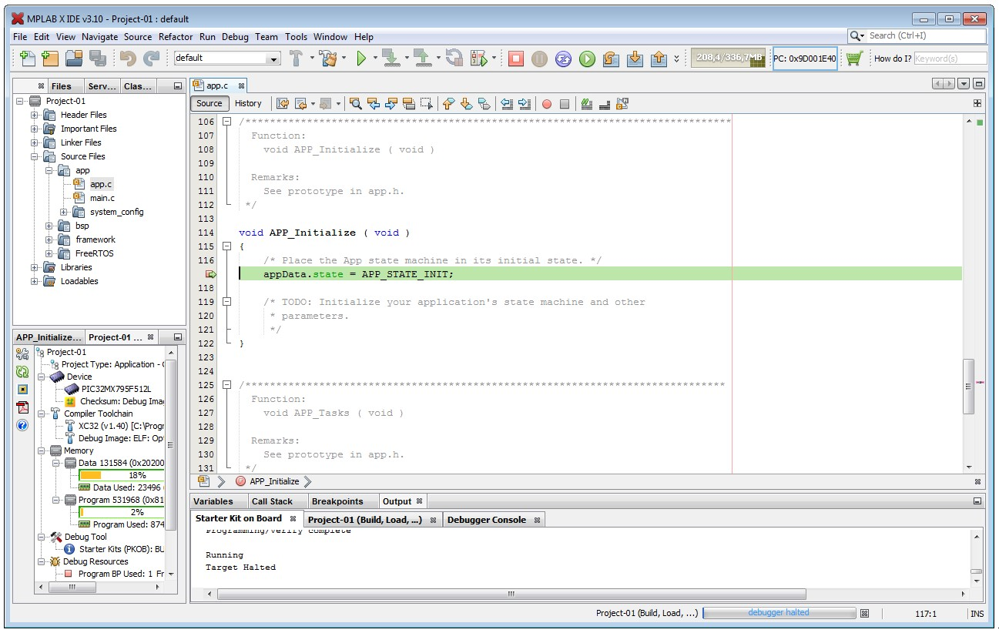 MPLAB X IDE v3.10 - Project-01 : default
File Edit View Navigate Source Refactor Run Debug Team Tools Window Help
Search (Ctrl+I)
default
208,4/336,7MB
PC: 0x9D001E40
How do I? Keyword(s)
Files Serv... Clas...
Project-01
Header Files
Important Files
Linker Files
Source Files
app
app.c
main.c
system_config
bsp
framework
FreeRTOS
Libraries
Loadables
APP_Initialize... Project-01 ...
Project-01
Project Type: Application - 
Device
PIC32MX795F512L
Checksum: Debug Imag
Compiler Toolchain
XC32 (v1.40) [C:\Progr
Debug Image: ELF: Op
Memory
Data 131584 (0x20200
18%
Data Used: 23496
Program 531968 (0x81
2%
Program Used: 874
Debug Tool
Starter Kits (PKOB): BU
Debug Resources
Program BP Used: 1 Fr
app.c
Source History
106 /*******************************************************************************
107 Function:
108 void APP_Initialize ( void )
109
110 Remarks:
111 See prototype in app.h.
112 */
113
114 void APP_Initialize ( void )
115 {
116 /* Place the App state machine in its initial state. */
appData.state = APP_STATE_INIT;
118
119 /* TODO: Initialize your application's state machine and other
120 * parameters.
121 */
122 }
123
124
125 /******************************************************************************
126 Function:
127 void APP_Tasks ( void )
128
129 Remarks:
130 See prototype in app.h.
131 */
APP_Initialize
Variables Call Stack Breakpoints Output
Starter Kit on Board Project-01 (Build, Load, ...) Debugger Console
Programming/Verify complete
Running
Target Halted
Project-01 (Build, Load, ...) debugger halted 117:1 INS